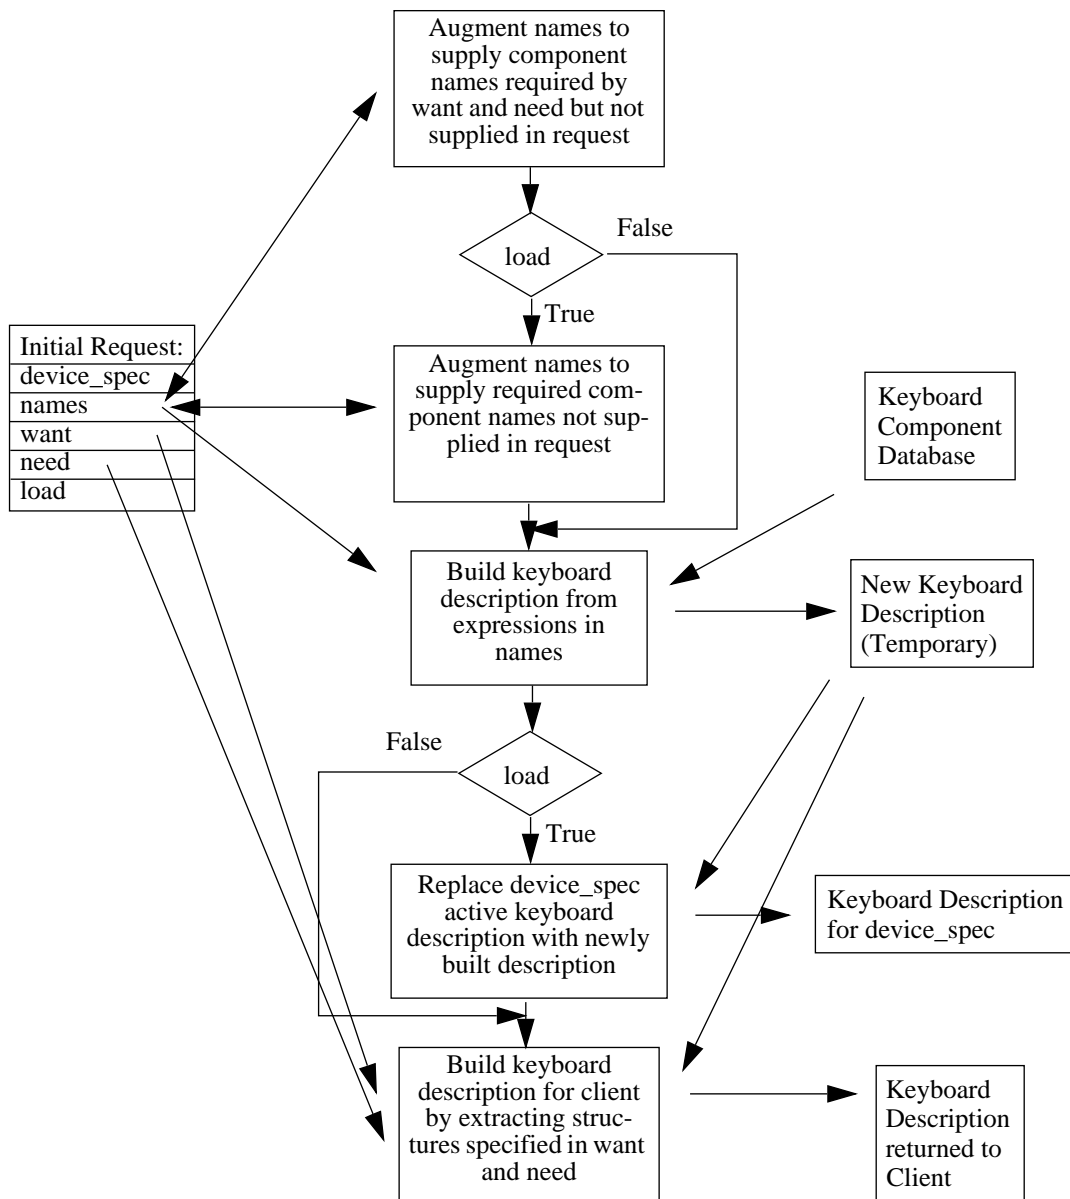 Augment names to
supply component
names required by
want and need but not
supplied in request
False
load
True
Initial Request:
device_spec
names
want
need
load
Augment names to
supply required com-
ponent names not sup-
plied in request
Keyboard
Component
Database
Build keyboard
description from
expressions in
names
New Keyboard
Description
(Temporary)
False
load
True
Replace device_spec
active keyboard
description with newly
built description
Keyboard Description
for device_spec
Build keyboard
description for client
by extracting struc-
tures specified in want
and need
Keyboard
Description
returned to
Client